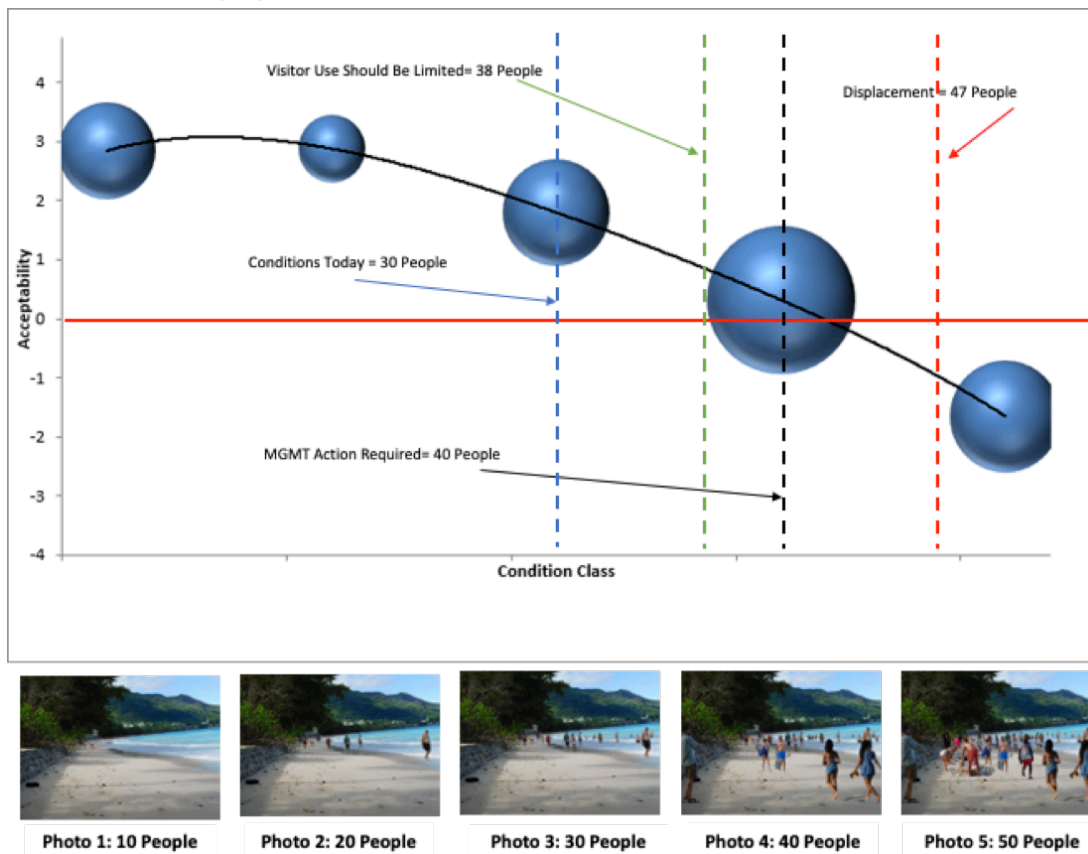 Visitor Use Should Be Limited= 38 People
Displacement = 47 People
4
3
2
1
0
-1
-2
-3
-4
Acceptability
Conditions Today = 30 People
MGMT Action Required= 40 People
Condition Class
Photo 1: 10 People
Photo 2: 20 People
Photo 3: 30 People
Photo 4: 40 People
Photo 5: 50 People